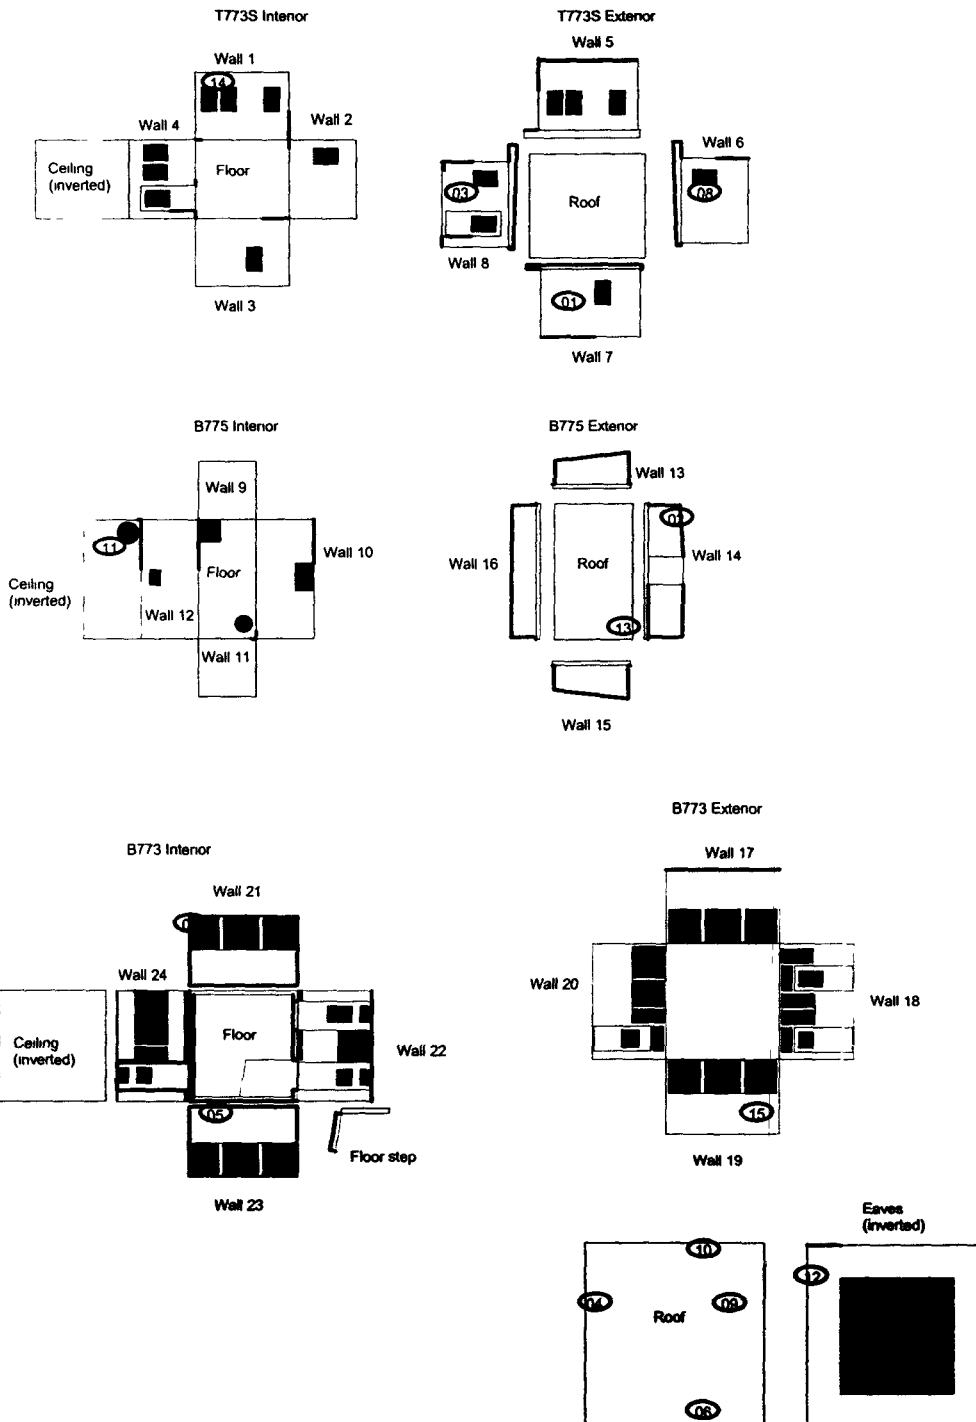 T773S Interior
T773S Exterior
Wall 5
Wall 1
14
Wall 4
Wall 2
Wall 6
Ceiling
(inverted)
Floor
03
Roof
08
Wall 8
Wall 3
01
Wall 7
B775 Interior
B775 Exterior
Wall 13
Wall 9
02
11
Wall 10
Wall 16
Roof
Wall 14
Floor
Ceiling
(inverted)
Wall 12
13
Wall 11
Wall 15
B773 Exterior
B773 Interior
Wall 17
Wall 21
Wall 24
Wall 20
Wall 18
Floor
Ceiling
(inverted)
Wall 22
05
15
Floor step
Wall 19
Wall 23
Eaves
(inverted)
10
12
04
09
Roof
06